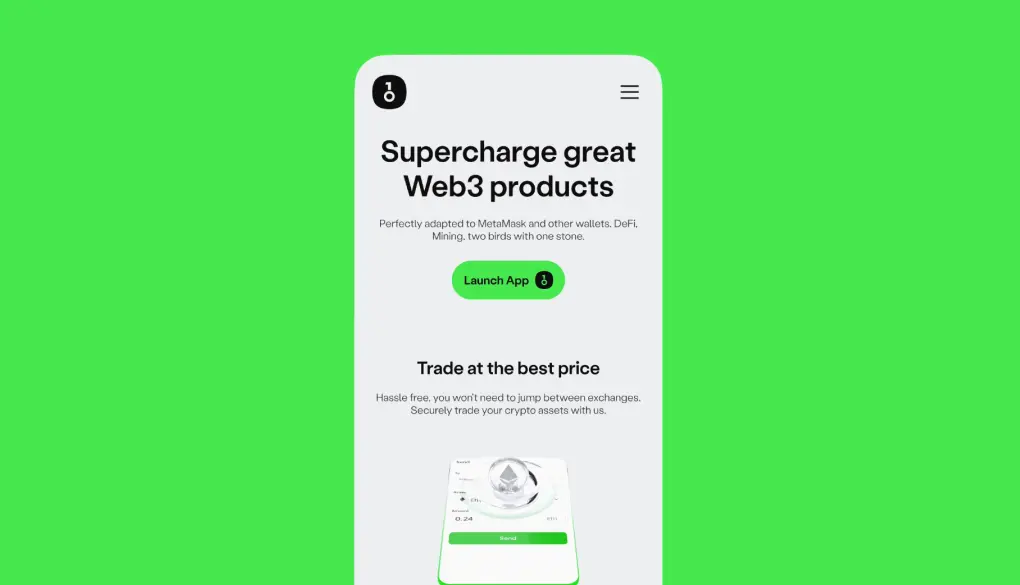 Supercharge great
Web3 products
Perfectly adapted to MetaMask and other wallets. DeFi,
Mining, two birds with one stone.
Launch App
Trade at the best price
Hassle free, you won't need to jump between exchanges.
Securely trade your crypto assets with us.
0.24
Send